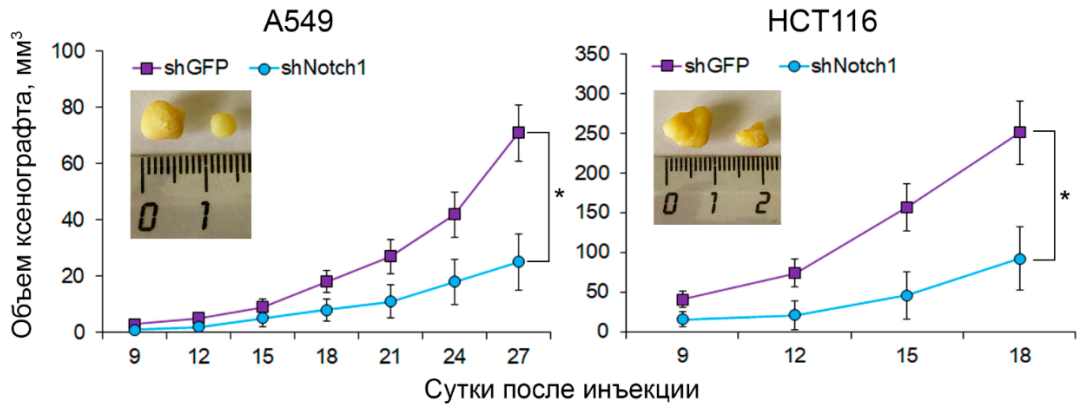 A549
HCT116
Объем ксенографта, мм³
100
80
60
40
20
0
shGFP
shNotch1
0 1
*
9 12 15 18 21 24 27
350
300
250
200
150
100
50
0
shGFP
shNotch1
0 1 2
*
9 12 15 18
Сутки после инъекции